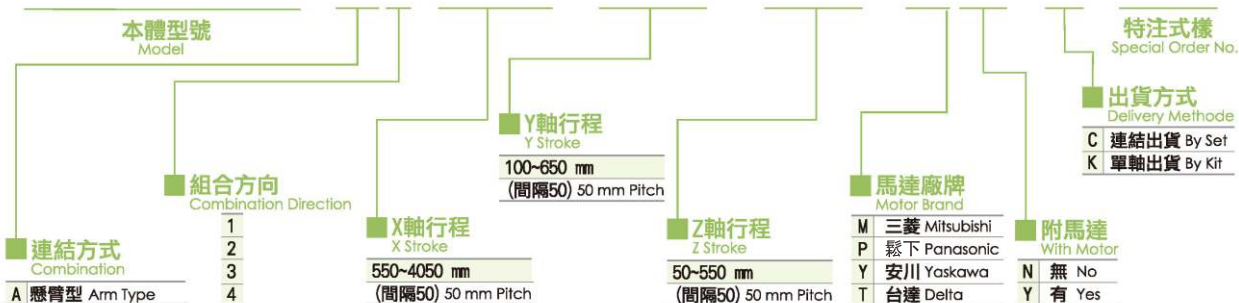 本體型號
Model
特注式樣
Special Order No.
出貨方式
Delivery Methode
C 連結出貨 By Set
K 單軸出貨 By Kit
Y軸行程
Y Stroke
100~650 mm
(間隔50) 50 mm Pitch
組合方向
Combination Direction
1
2
3
4
馬達廠牌
Motor Brand
M 三菱 Mitsubishi
P 鬆下 Panasonic
Y 安川 Yaskawa
T 台達 Delta
X軸行程
X Stroke
550~4050 mm
(間隔50) 50 mm Pitch
Z軸行程
Z Stroke
50~550 mm
(間隔50) 50 mm Pitch
附馬達
With Motor
N 無 No
Y 有 Yes
連結方式
Combination
A 懸臂型 Arm Type